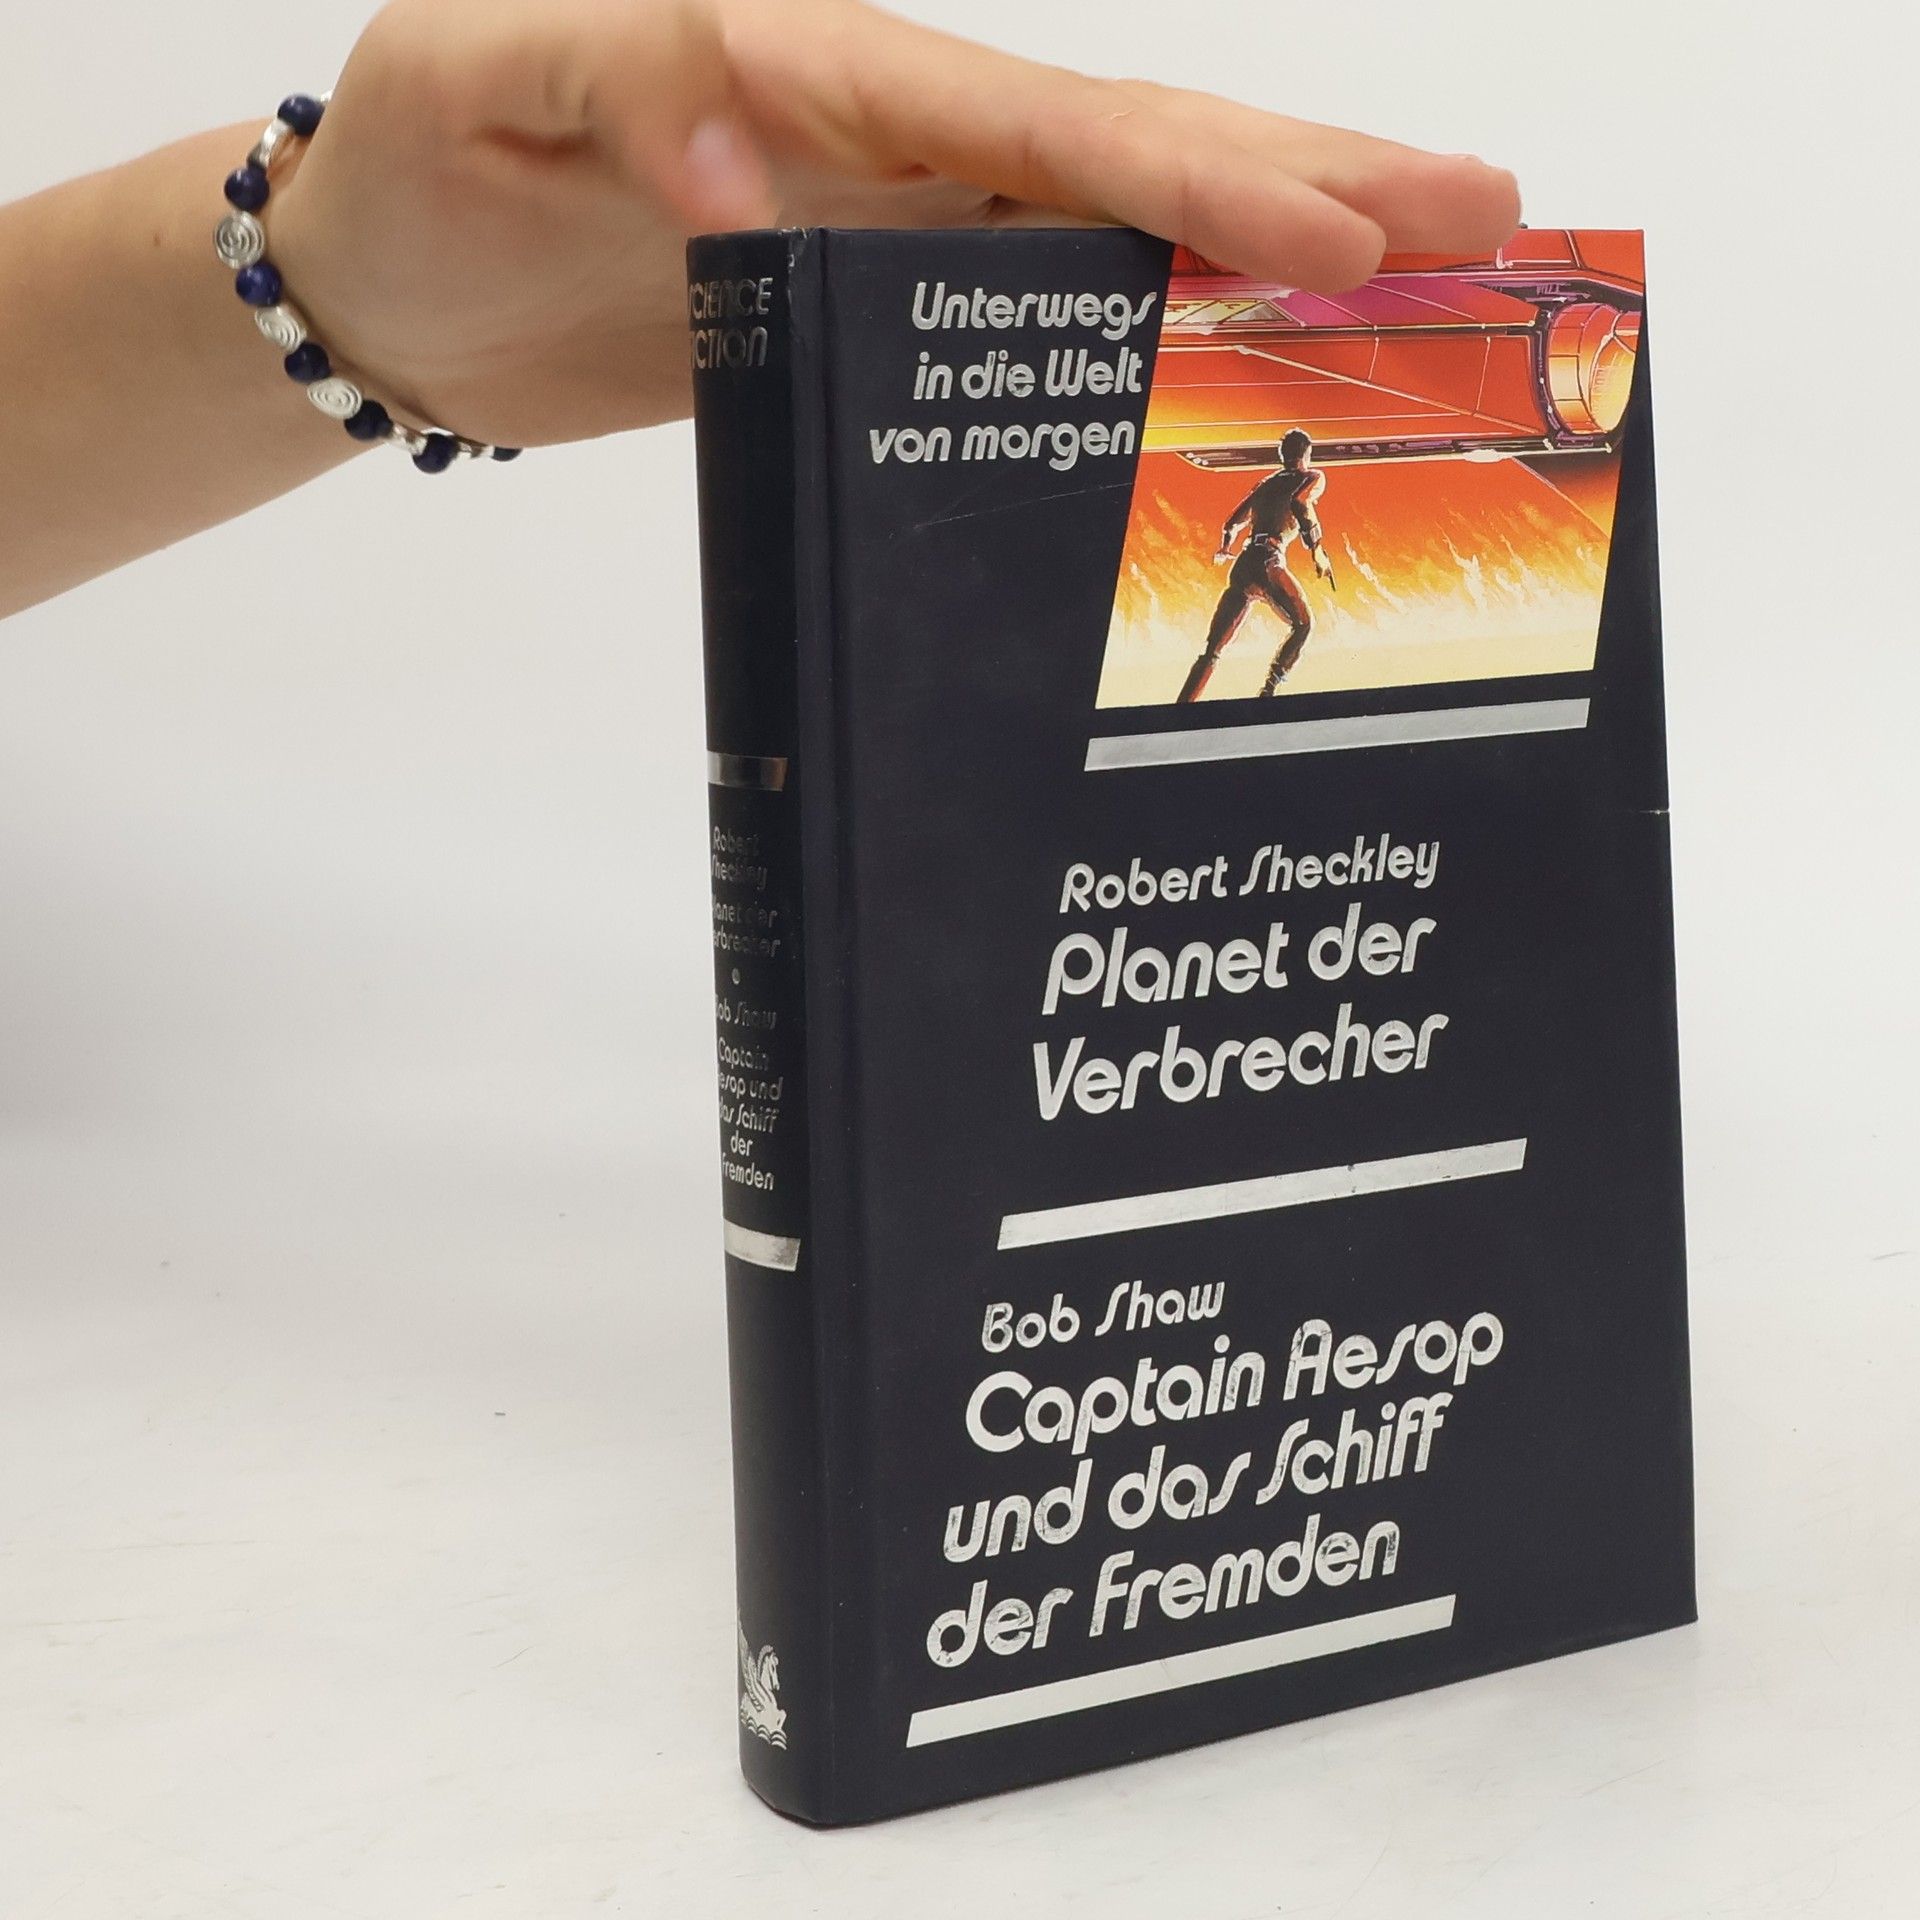 Unterwegs
in die Welt
von morgen
Robert Sheckley
Planet der
Verbrecher
Bob Shaw
Captain Aesop
und das Schiff
der Fremden
SCIENCE
FICTION
Robert
Sheckley
Planet der
Verbrecher
Bob Shaw
Captain
Aesop und
das Schiff
der
Fremden